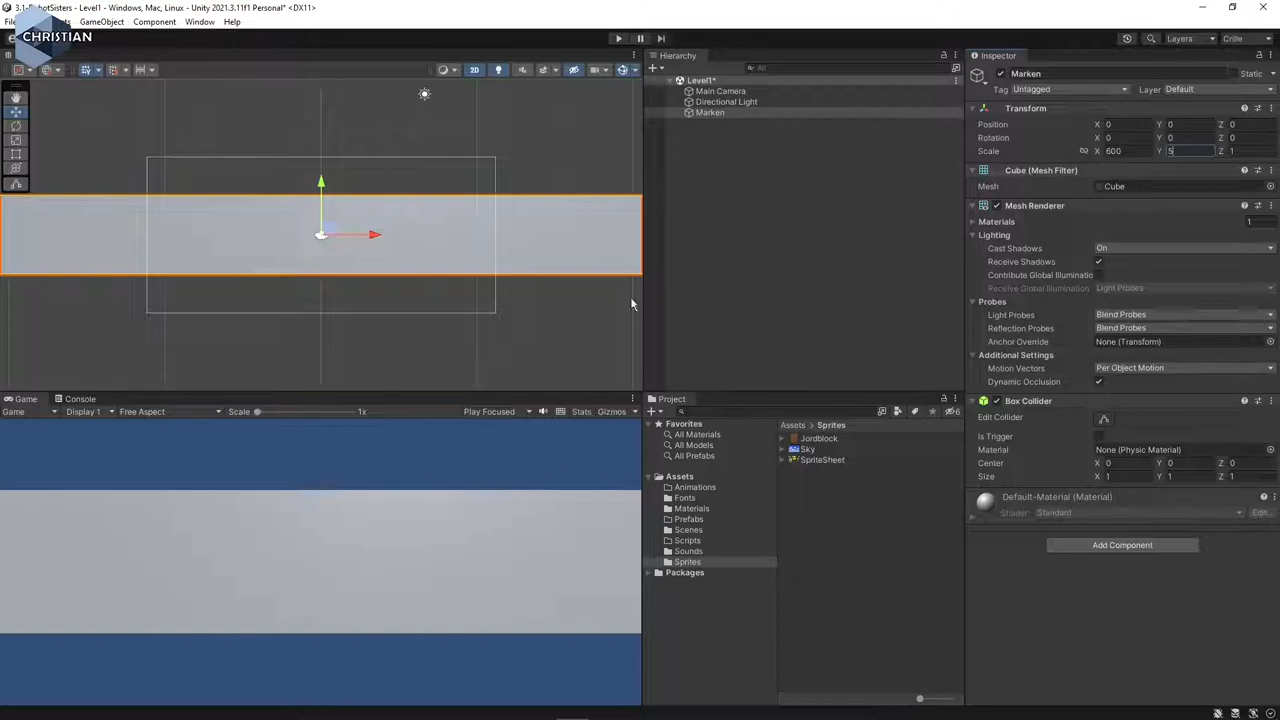 3.1- RobotSisters - Level1 - Windows, Mac, Linux - Unity 2021.3.11f1 Personal* <DX11>
GameObject Component Window Help
CHRISTIAN
Layers Crille
2D
Hierarchy
All
Level1*
Main Camera
Directional Light
Marken
Inspector
Marken Static
Tag Untagged Layer Default
Transform
Position X 0 Y 0 Z 0
Rotation X 0 Y 0 Z 0
Scale X 600 Y 5 Z 1
Cube (Mesh Filter)
Mesh Cube
Mesh Renderer
Materials 1
Lighting
Cast Shadows On
Receive Shadows
Contribute Global Illuminatio
Receive Global Illumination Light Probes
Probes
Light Probes Blend Probes
Reflection Probes Blend Probes
Anchor Override None (Transform)
Additional Settings
Motion Vectors Per Object Motion
Dynamic Occlusion
Box Collider
Edit Collider
Is Trigger
Material None (Physic Material)
Center X 0 Y 0 Z 0
Size X 1 Y 1 Z 1
Default-Material (Material)
Shader Standard Edit...
Add Component
Game Console
Game Display 1 Free Aspect Scale 1x Play Focused Stats Gizmos
Project
6
Favorites
All Materials
All Models
All Prefabs
Assets
Animations
Fonts
Materials
Prefabs
Scenes
Scripts
Sounds
Sprites
Packages
Assets Sprites
Jordblock
Sky
SpriteSheet